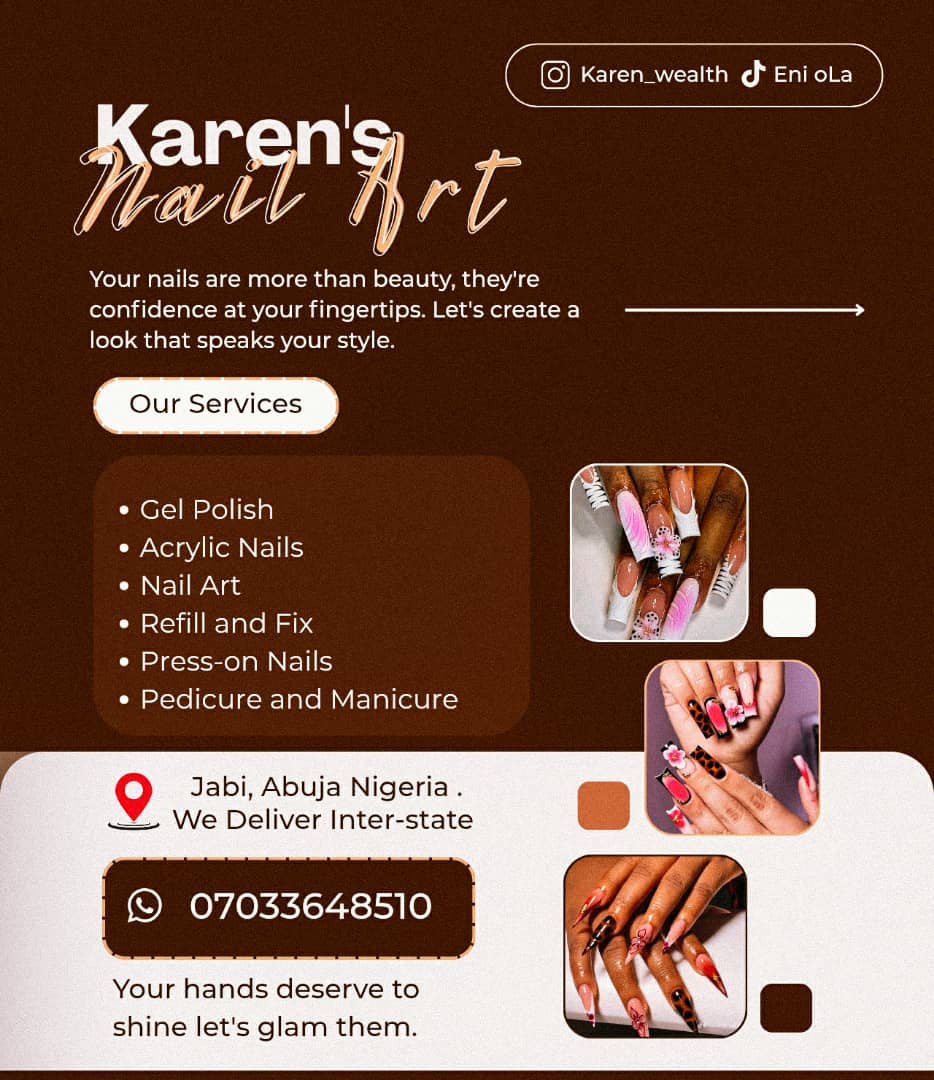 Karen_wealth Eni oLa
Karen's
Nail Art
Your nails are more than beauty, they're
confidence at your fingertips. Let's create a
look that speaks your style.
Our Services
• Gel Polish
• Acrylic Nails
• Nail Art
• Refill and Fix
• Press-on Nails
• Pedicure and Manicure
Jabi, Abuja Nigeria .
We Deliver Inter-state
07033648510
Your hands deserve to
shine let's glam them.